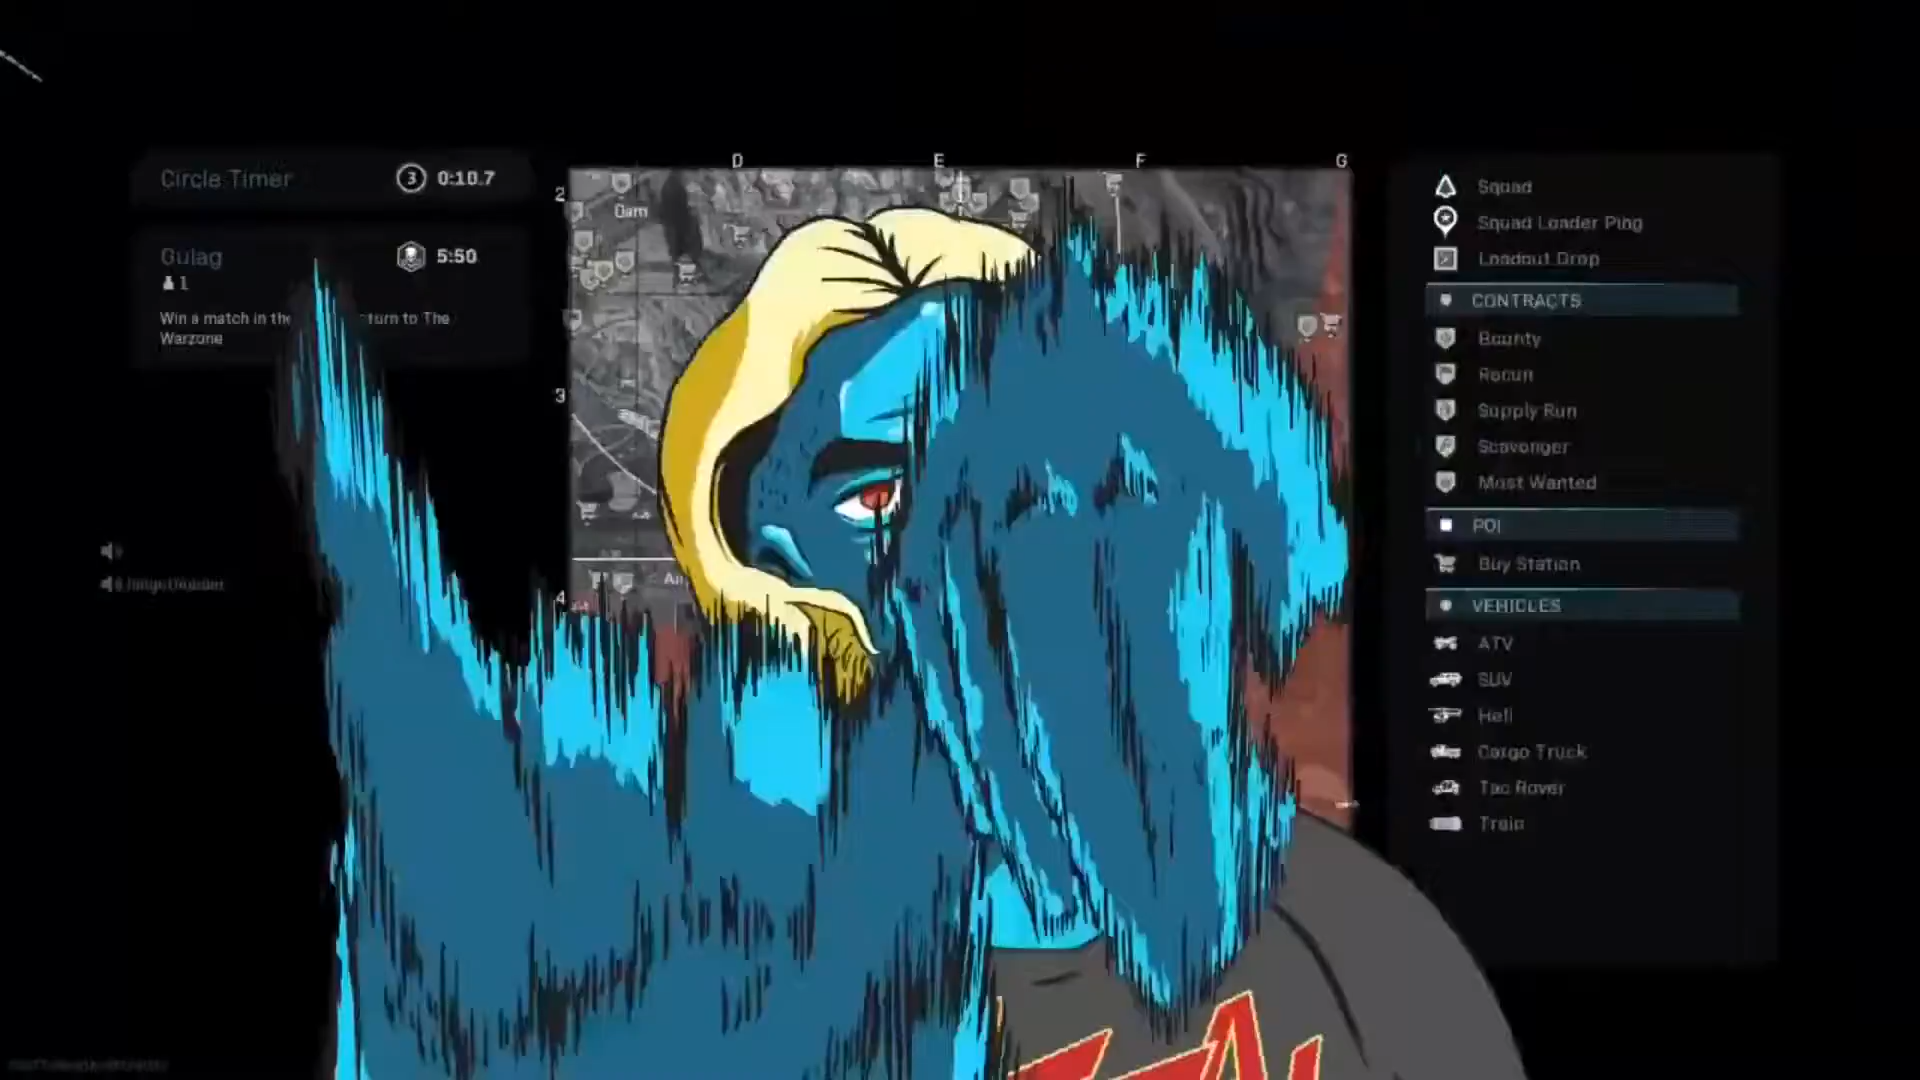 D E F G
Circle Timer 3 0:10.7
2
Dam
Gulag 5:50
1
Win a match in the
Warzone
to The
3
4
Squad
Squad Leader Ping
Loadout Drop
CONTRACTS
Bounty
Recon
Supply Run
Scavenger
Most Wanted
POI
Buy Station
VEHICLES
ATV
SUV
Heli
Cargo Truck
Tac Rover
Train